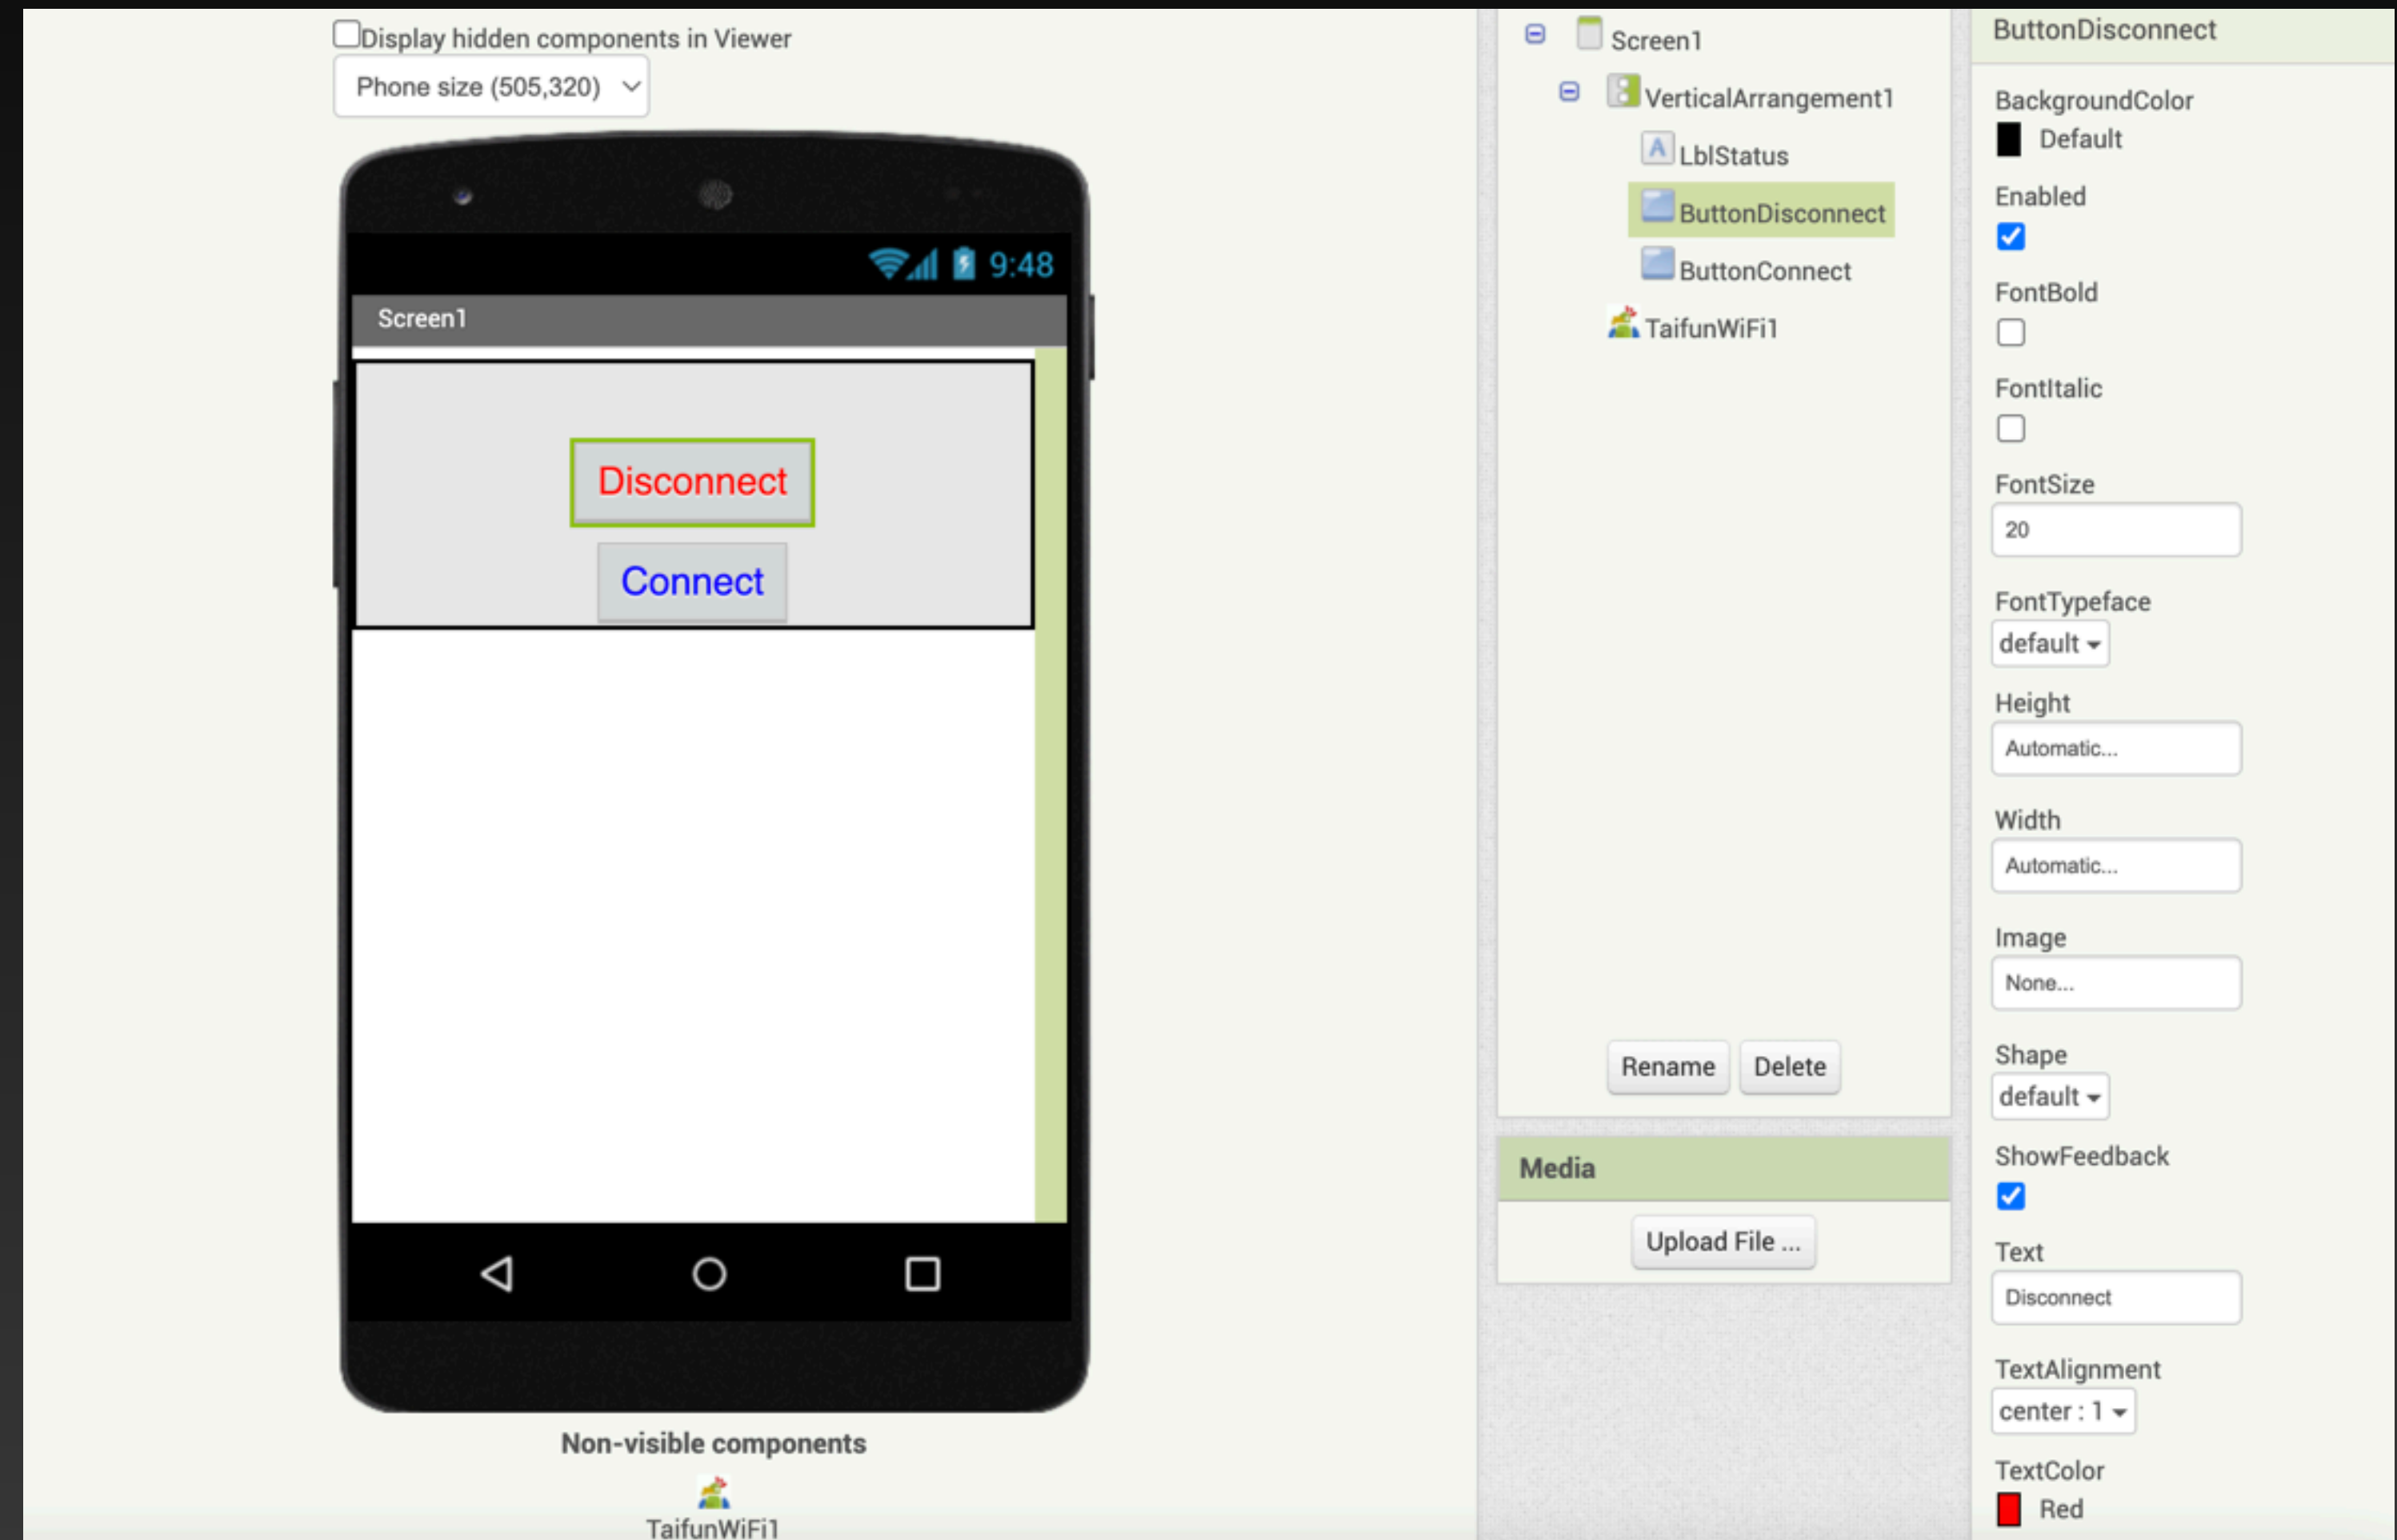 Display hidden components in Viewer
Phone size (505,320)
9:48
Screen1
Disconnect
Connect
Non-visible components
TaifunWiFi1
Screen1
VerticalArrangement1
A LblStatus
ButtonDisconnect
ButtonConnect
TaifunWiFi1
Rename Delete
Media
Upload File ...
ButtonDisconnect
BackgroundColor
Default
Enabled
FontBold
FontItalic
FontSize
20
FontTypeface
default
Height
Automatic...
Width
Automatic...
Image
None...
Shape
default
ShowFeedback
Text
Disconnect
TextAlignment
center : 1
TextColor
Red